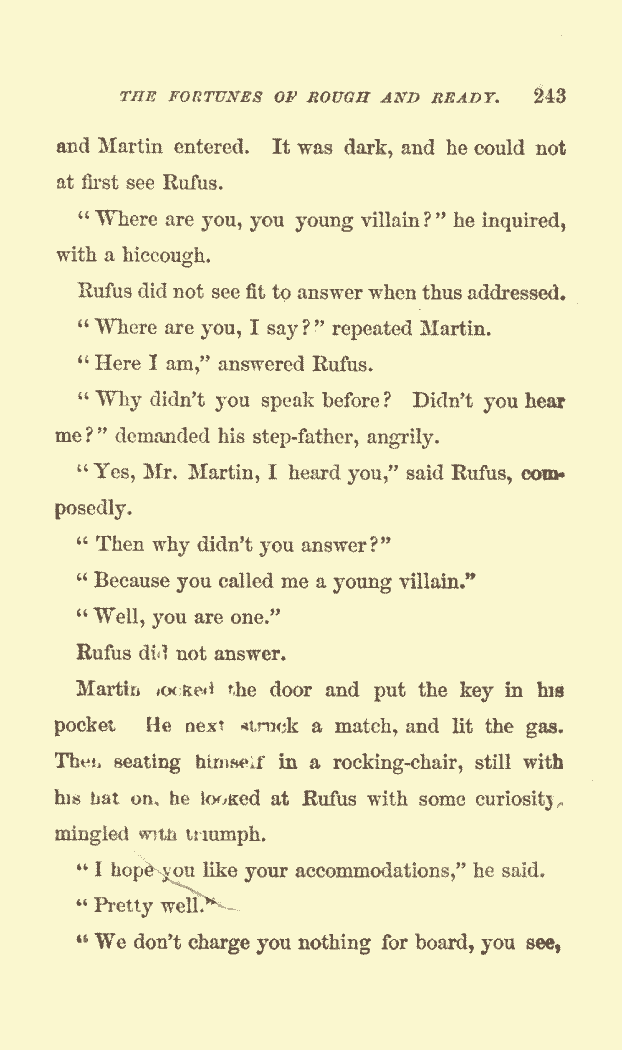 THE FORTUNES OF ROUGH AND READY. 243
and Martin entered. It was dark, and he could not
at first see Rufus.
“Where are you, you young villain?” he inquired,
with a hiccough.
Rufus did not see fit to answer when thus addressed.
“Where are you, I say?” repeated Martin.
“Here I am,” answered Rufus.
“Why didn’t you speak before? Didn’t you hear
me?” demanded his step-father, angrily.
“Yes, Mr. Martin, I heard you,” said Rufus, com-
posedly.
“Then why didn’t you answer?”
“Because you called me a young villain.”
“Well, you are one.”
Rufus did not answer.
Martin locked the door and put the key in his
pocket He next struck a match, and lit the gas.
Then seating himself in a rocking-chair, still with
his hat on, he looked at Rufus with some curiosity,
mingled with triumph.
“I hope you like your accommodations,” he said.
“Pretty well.”
“We don’t charge you nothing for board, you see,